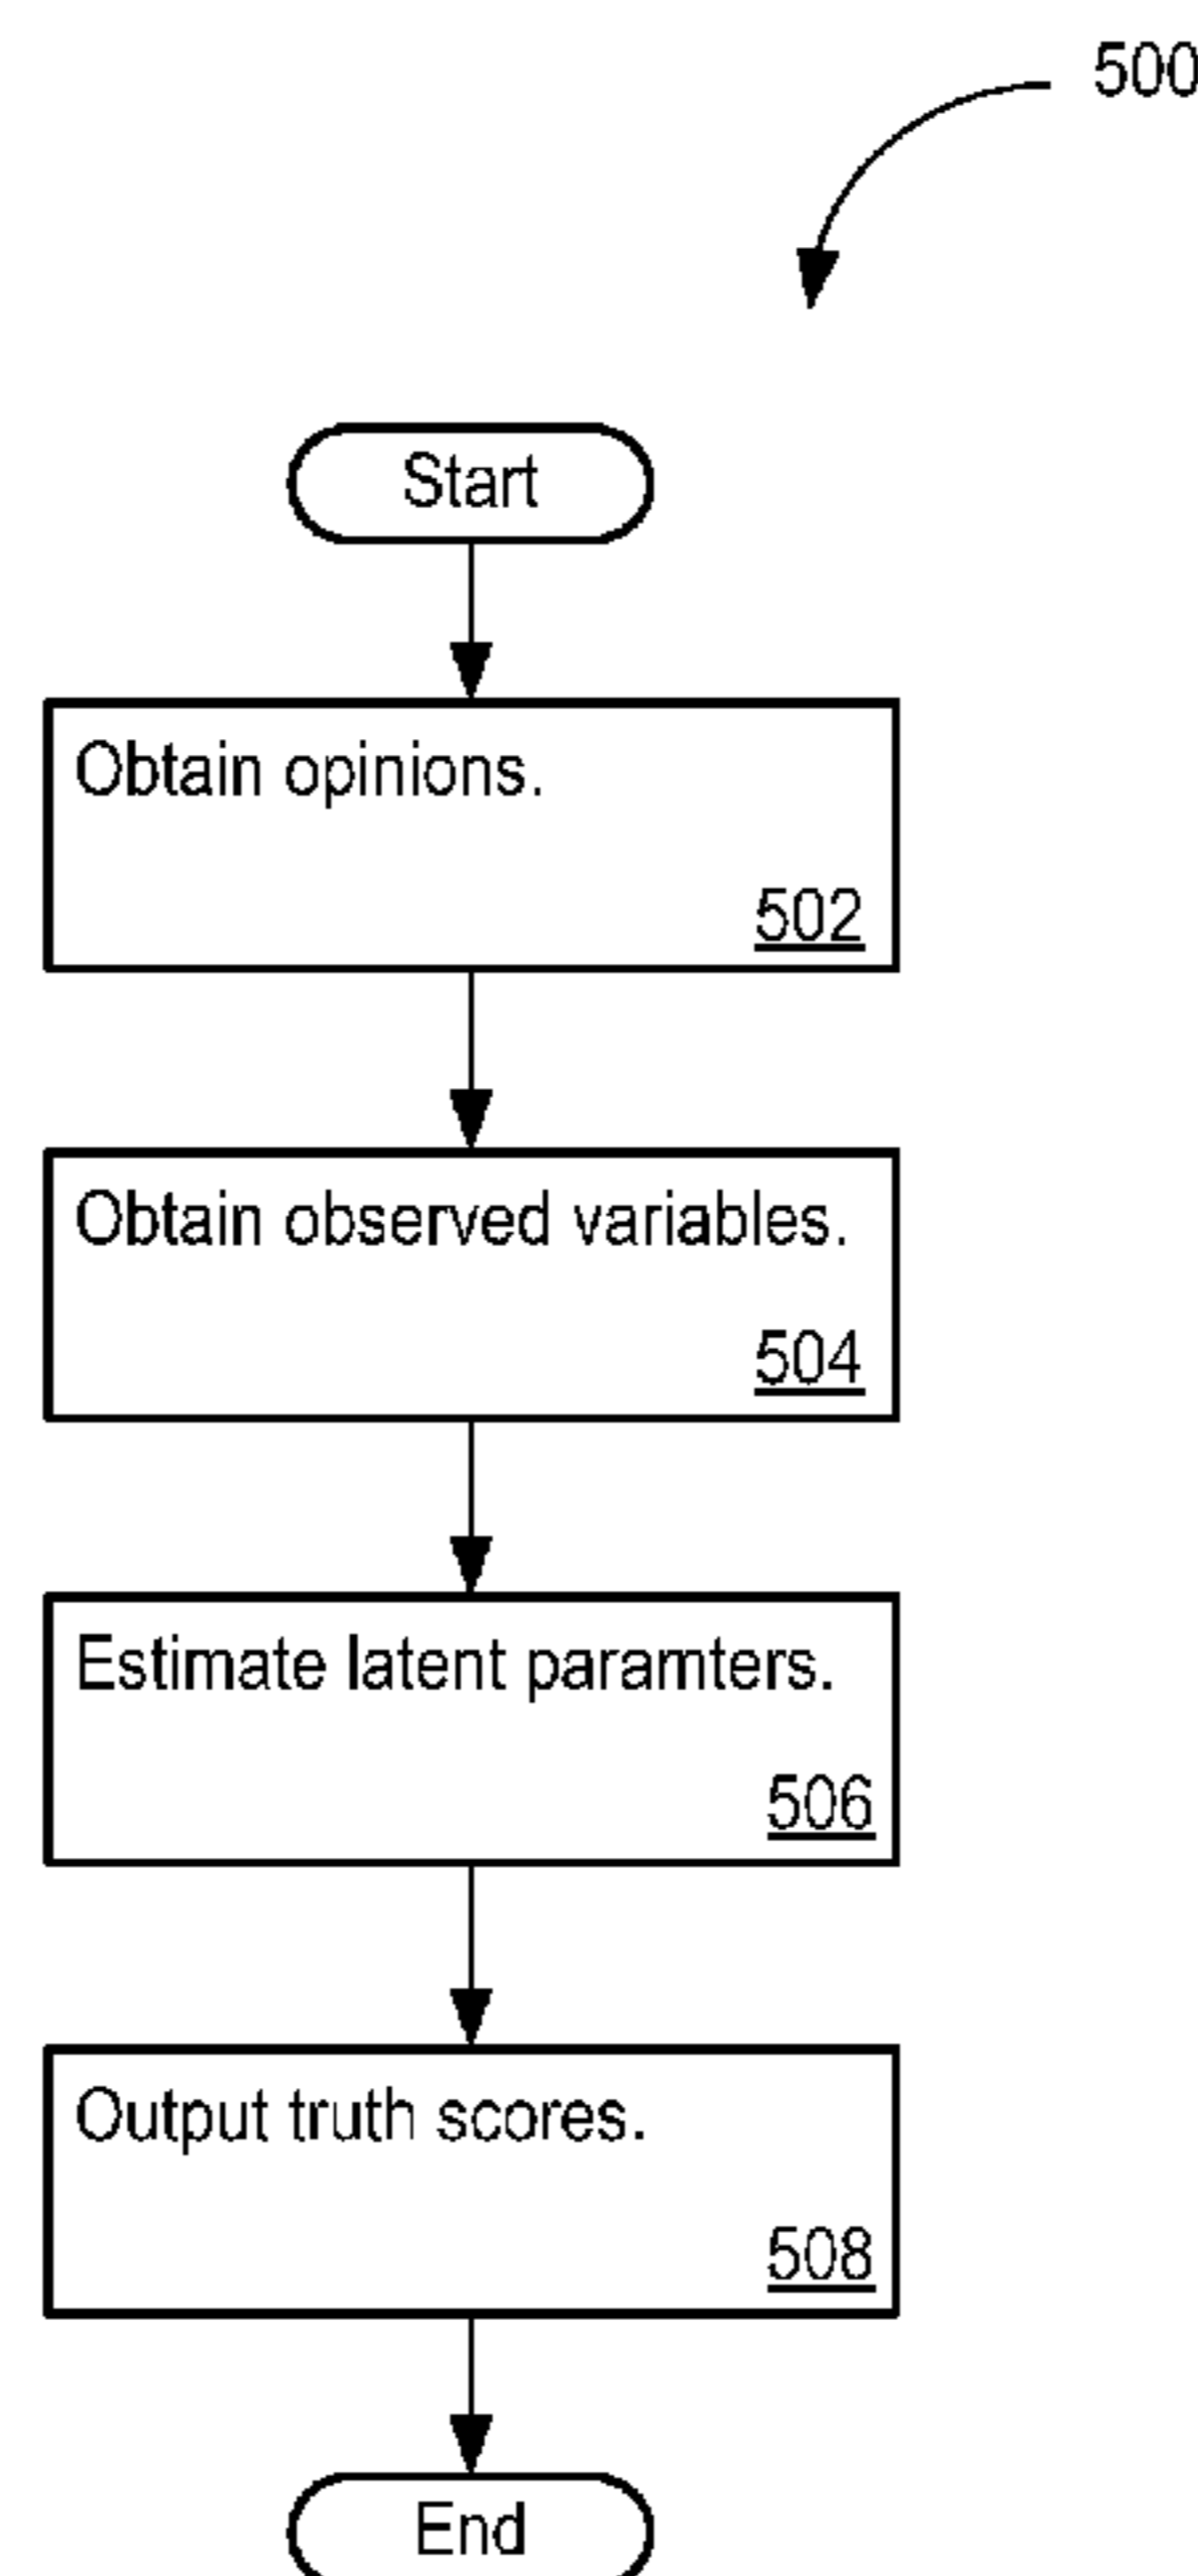 500
Start
Obtain opinions.
502
Obtain observed variables.
504
Estimate latent paramters.
506
Output truth scores.
508
End